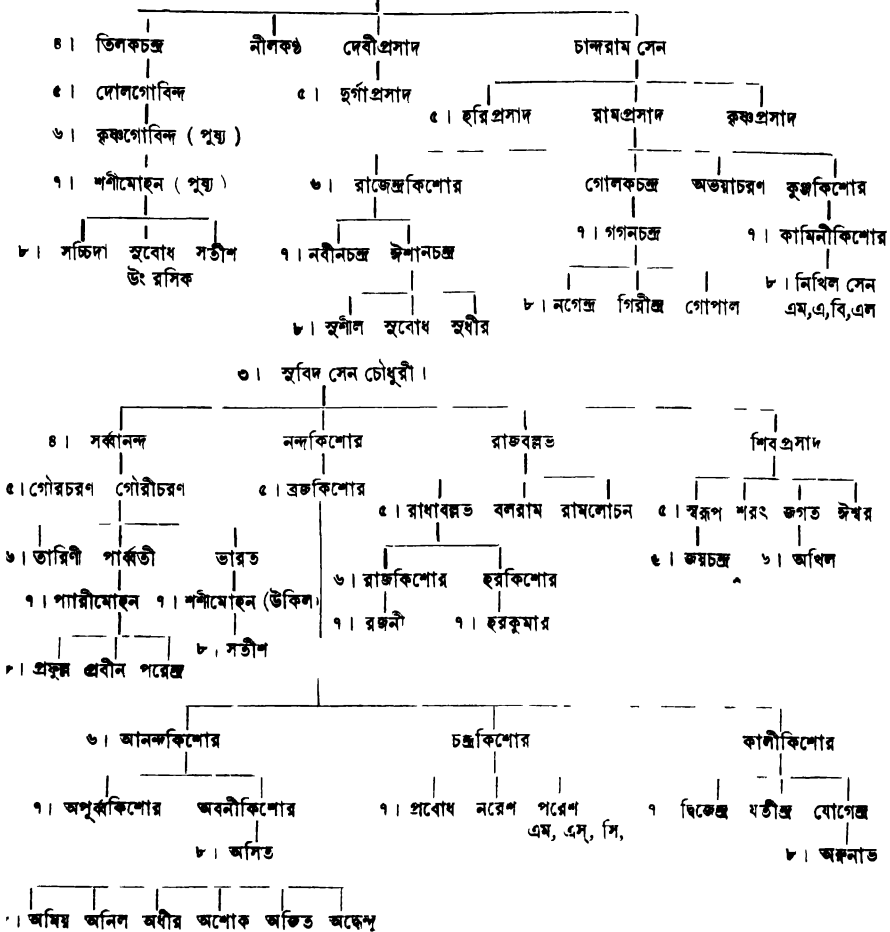 ৪। তিলকচন্দ্র নীলকণ্ঠ দেবীপ্রসাদ চান্দরাম সেন
৫। দোলগোবিন্দ ৫। দুর্গাপ্রসাদ
৫। হরিপ্রসাদ রামপ্রসাদ কৃষ্ণপ্রসাদ
৬। কৃষ্ণগোবিন্দ ( পুষ্য )
৭। শশীমোহন ( পুষ্য ) ৬। রাজেন্দ্রকিশোর গোলকচন্দ্র অভয়াচরণ কুঞ্জকিশোর
৮। সচ্চিদা সুবোধ সতীশ ৭। নবীনচন্দ্র ঈশানচন্দ্র ৭। গগনচন্দ্র ৭। কামিনীকিশোর
উং রসিক
৮। নগেন্দ্র গিরীন্দ্র গোপাল ৮। নিখিল সেন
এম,এ,বি,এল
৮। সুশীল সুবোধ সুধীর
৩। সুবিদ সেন চৌধুরী।
৪। সর্ব্বানন্দ নন্দকিশোর রাজবল্লভ শিবপ্রসাদ
৫। গৌরচরণ গৌরীচরণ ৫। ব্রজকিশোর
৫। রাধাবল্লভ বলরাম রামলোচন ৫। স্বরূপ শরৎ জগত ঈশ্বর
৬। তারিণী পার্ব্বতী ভারত ৬। জয়চন্দ্র ৬। অখিল
৬। রাজকিশোর হরকিশোর
৭। প্যারীমোহন ৭। শশীমোহন (উকিল)
৭। রজনী ৭। হরকুমার
৮। সতীশ
৮। প্রফুল্ল প্রবীন পরেন্দ্র
৬। আনন্দকিশোর চন্দ্রকিশোর কালীকিশোর
৭। অপূর্ব্বকিশোর অবনীকিশোর ৭। প্রবোধ নরেশ পরেশ ৭ দ্বিজেন্দ্র যতীন্দ্র যোগেন্দ্র
এম, এস্, সি,
৮। অসিত ৮। অরুনাভ
। অমিয় অনিল অধীর অশোক অজিত অর্দ্ধেন্দু